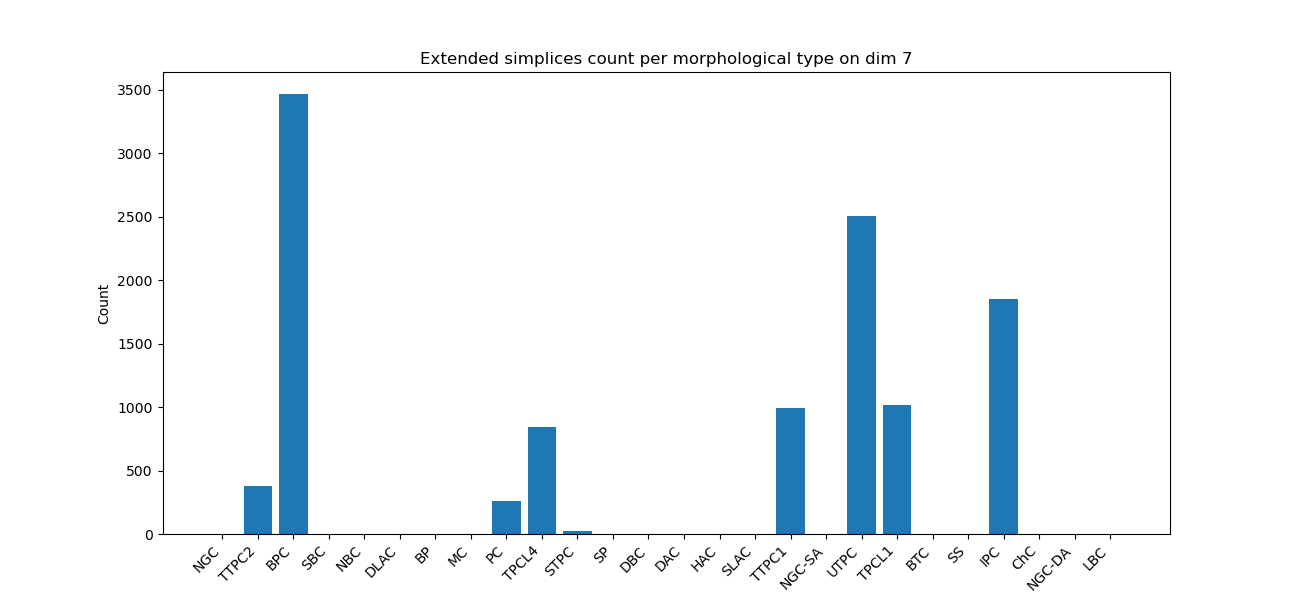 Extended simplices count per morphological type on dim 7
3500
3000
2500
2000
1500
1000
500
0
Count
NGC
TTPC2
BPC
SBC
NBC
DLAC
BP
MC
PC
TPCL4
STPC
SP
DBC
DAC
HAC
SLAC
TTPC1
NGC-SA
UTPC
TPCL1
BTC
SS
IPC
ChC
NGC-DA
LBC